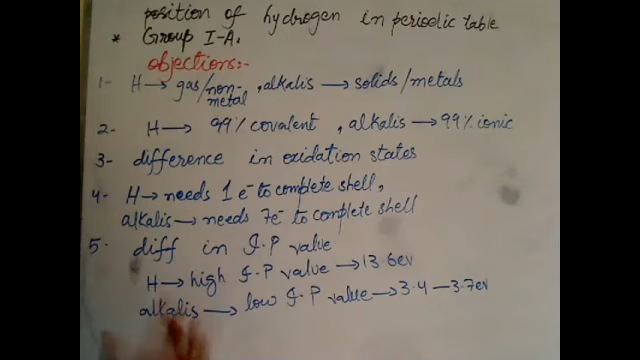 position of hydrogen in periodic table
* Group I-A.
objections:-
1- H → gas/non-metal, alkalis → solids/metals
2- H → 99% covalent, alkalis → 99% ionic
3- difference in oxidation states
4- H → needs 1 e⁻ to complete shell,
alkalis → needs 7e⁻ to complete shell
5- diff in I.P value
H → high I.P value → 13.6ev
alkalis → low I.P value → 3.4 – 3.7ev